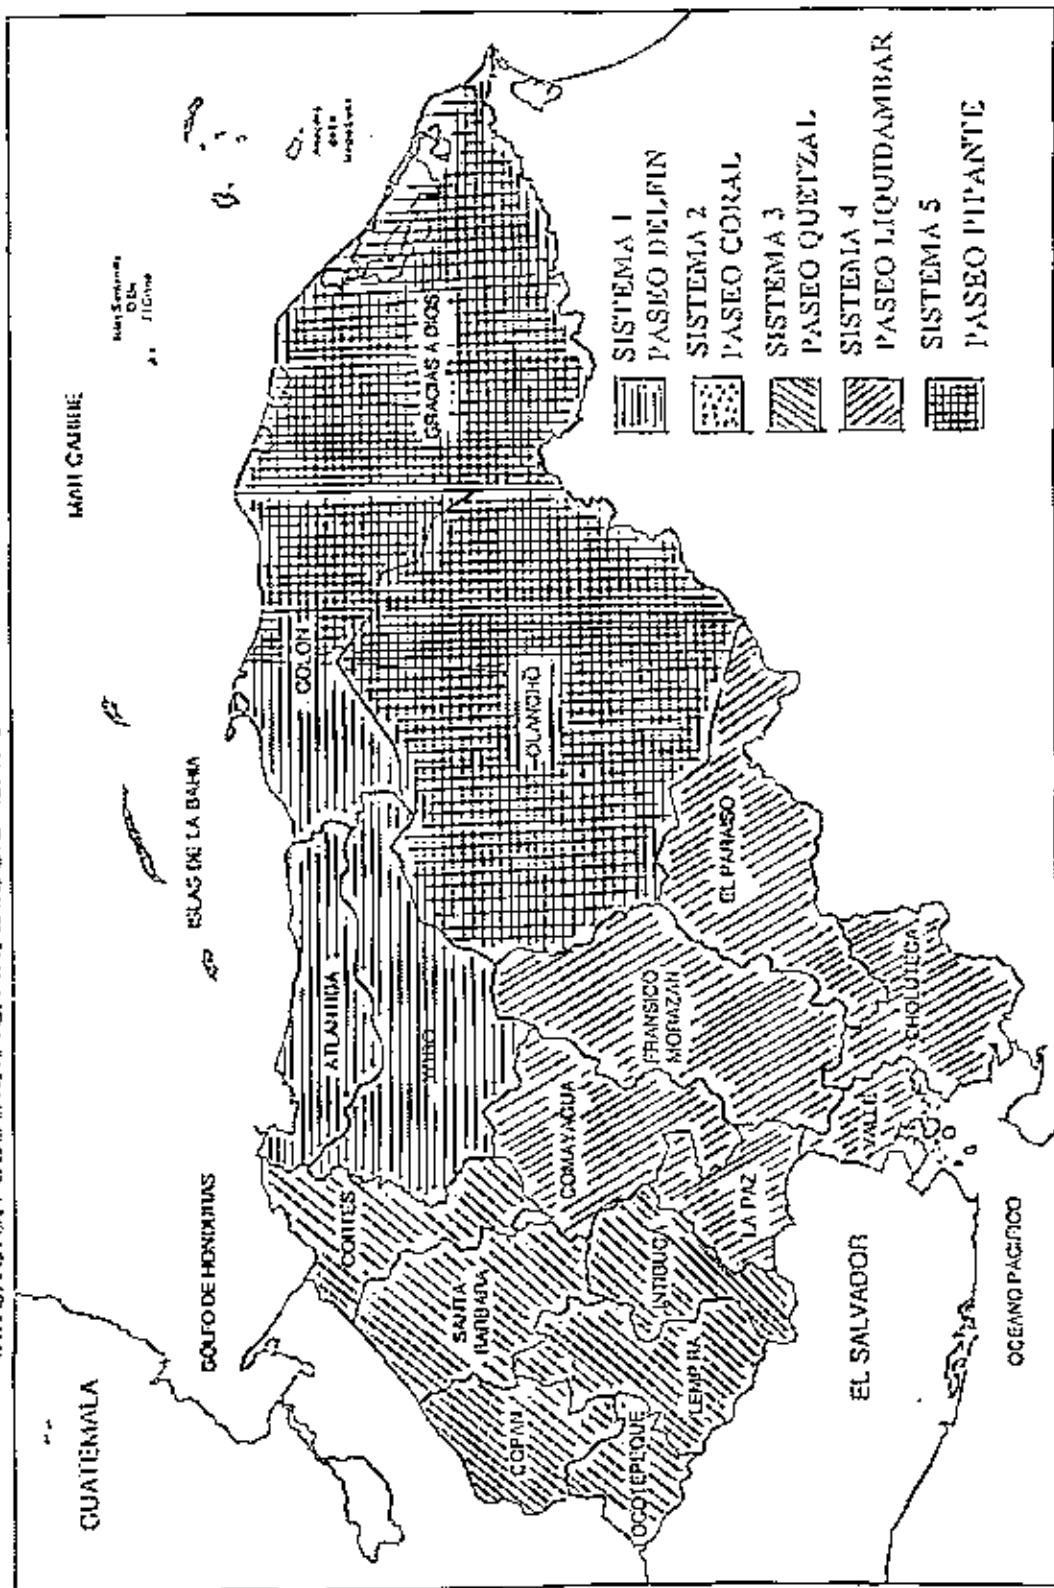 GUATEMALA
GOLFO DE HONDURAS
ISLAS DE LA BAHIA
MAR CARIBE
CORTES
ATLANTIDA
COLON
YORO
GRACIAS A DIOS
SANTA
BARBARA
COPAN
OCOTEPEQUE
LEMPIRA
INTIBUCA
COMAYAGUA
LA PAZ
FRANSICO
MORAZAN
OLANCHO
EL PARAISO
VALLE
CHOLUTECA
EL SALVADOR
OCEANO PACIFICO
SISTEMA 1
PASEO DELFIN
SISTEMA 2
PASEO CORAL
SISTEMA 3
PASEO QUETZAL
SISTEMA 4
PASEO LIQUIDAMBAR
SISTEMA 5
PASEO PIPANTE